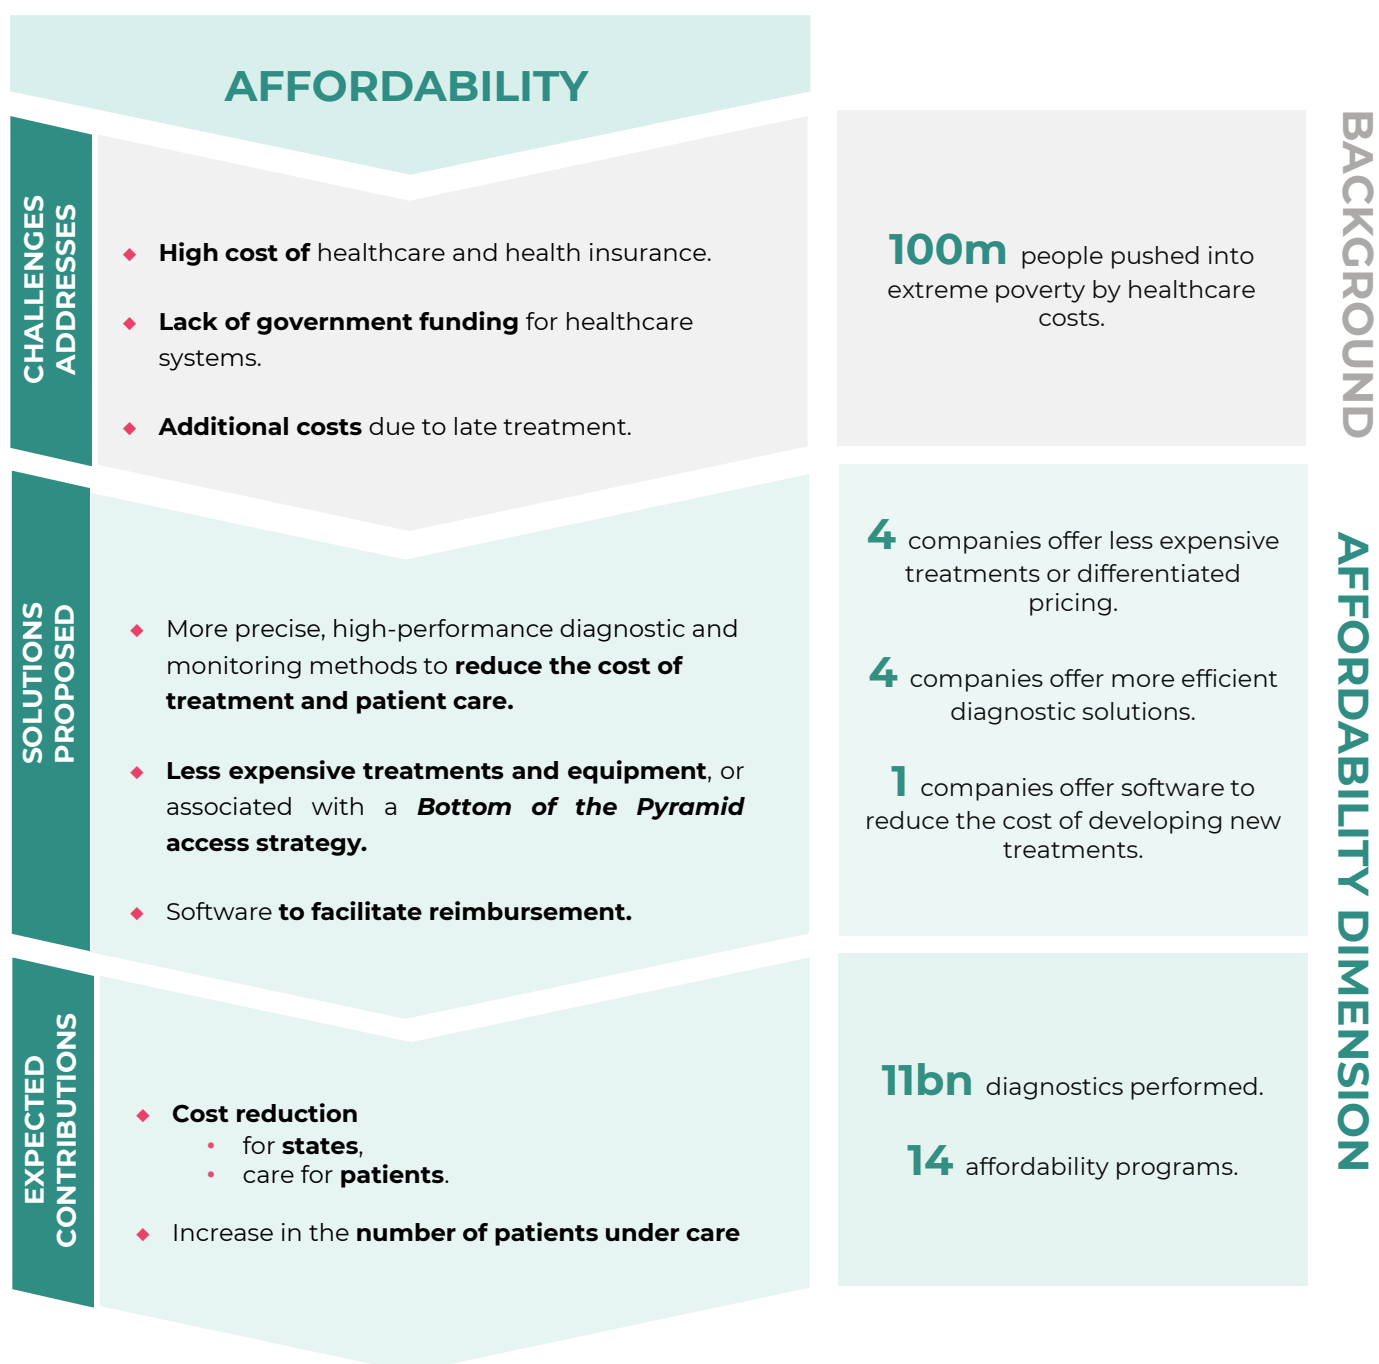 AFFORDABILITY
CHALLENGES
ADDRESSES
High cost of healthcare and health insurance.
Lack of government funding for healthcare
systems.
Additional costs due to late treatment.
100m people pushed into
extreme poverty by healthcare
costs.
BACKGROUND
SOLUTIONS
PROPOSED
More precise, high-performance diagnostic and
monitoring methods to reduce the cost of
treatment and patient care.
Less expensive treatments and equipment, or
associated with a Bottom of the Pyramid
access strategy.
Software to facilitate reimbursement.
4 companies offer less expensive
treatments or differentiated
pricing.
4 companies offer more efficient
diagnostic solutions.
1 companies offer software to
reduce the cost of developing new
treatments.
AFFORDABILITY DIMENSION
EXPECTED
CONTRIBUTIONS
Cost reduction
for states,
care for patients.
Increase in the number of patients under care
11bn diagnostics performed.
14 affordability programs.